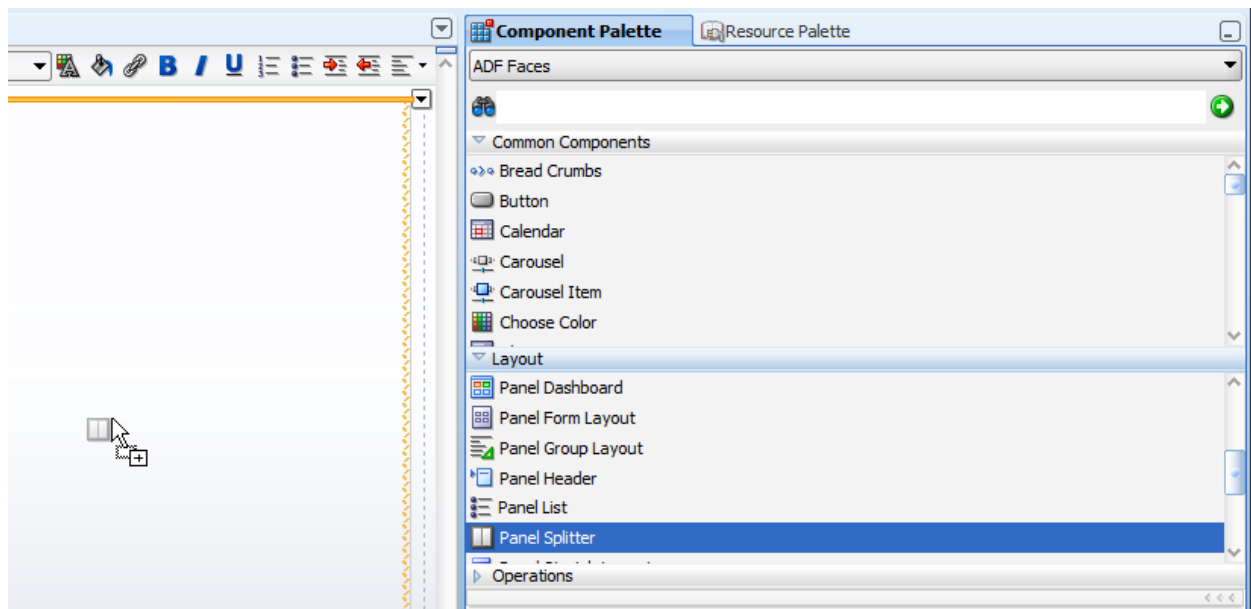 Component Palette
Resource Palette
ADF Faces
B I U
Common Components
Bread Crumbs
Button
Calendar
Carousel
Carousel Item
Choose Color
Layout
Panel Dashboard
Panel Form Layout
Panel Group Layout
Panel Header
Panel List
Panel Splitter
Operations